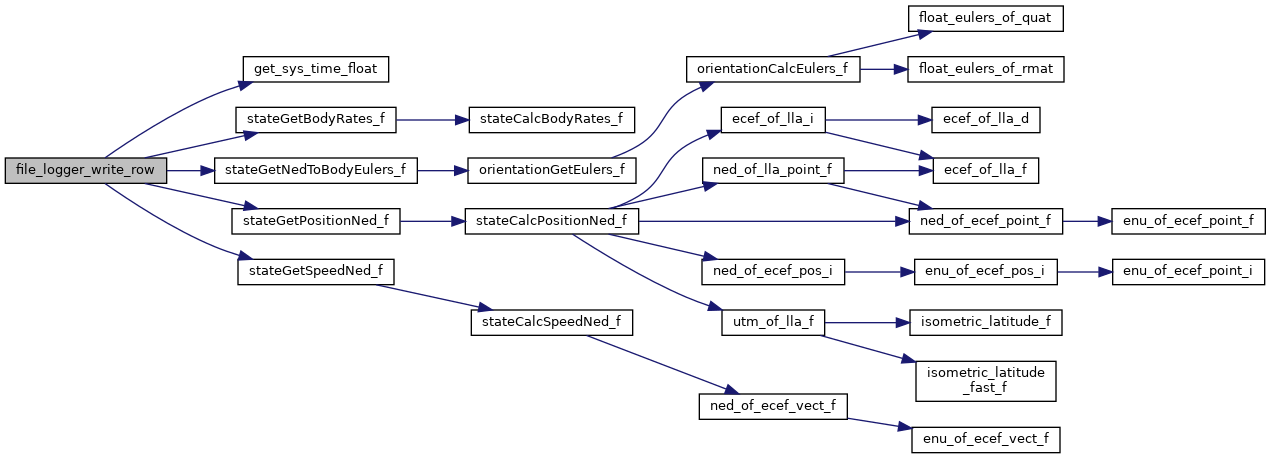 file_logger_write_row
get_sys_time_float
stateGetBodyRates_f
stateCalcBodyRates_f
stateGetNedToBodyEulers_f
orientationGetEulers_f
orientationCalcEulers_f
float_eulers_of_quat
float_eulers_of_rmat
stateGetPositionNed_f
stateCalcPositionNed_f
ecef_of_lla_i
ecef_of_lla_d
ecef_of_lla_f
ned_of_lla_point_f
ned_of_ecef_point_f
enu_of_ecef_point_f
ned_of_ecef_pos_i
enu_of_ecef_pos_i
enu_of_ecef_point_i
utm_of_lla_f
isometric_latitude_f
isometric_latitude
_fast_f
stateGetSpeedNed_f
stateCalcSpeedNed_f
ned_of_ecef_vect_f
enu_of_ecef_vect_f